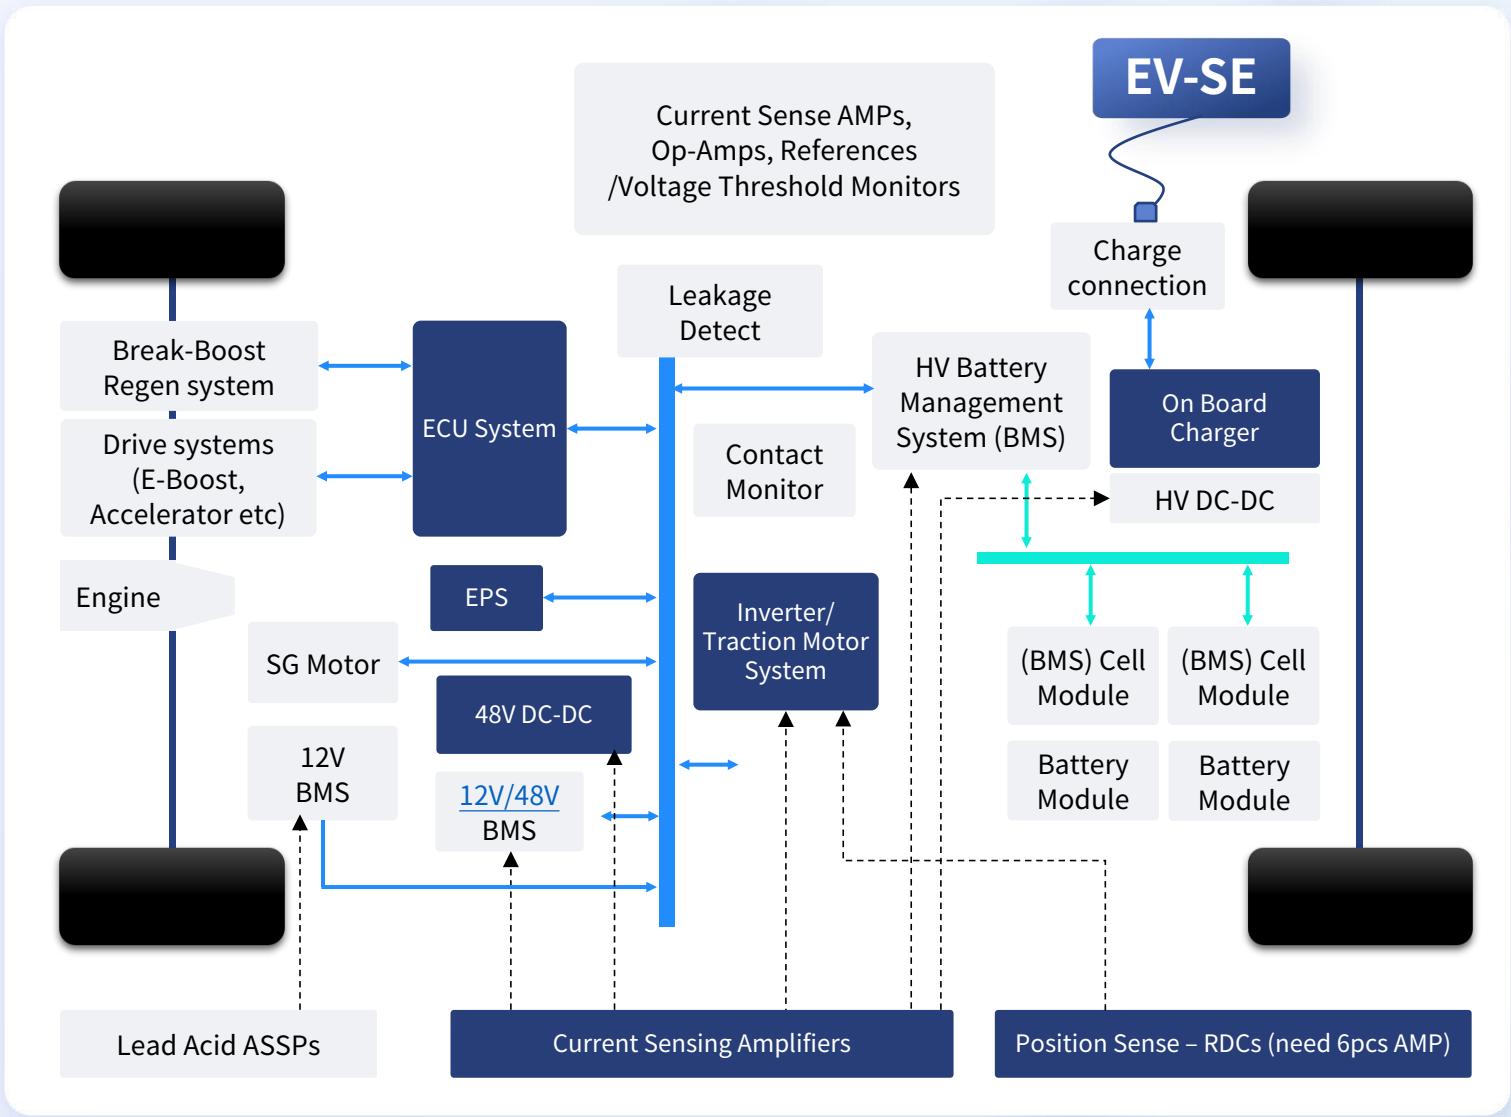 EV-SE
Current Sense AMPs,
Op-Amps, References
/Voltage Threshold Monitors
Charge
connection
Leakage
Detect
Break-Boost
Regen system
ECU System
HV Battery
Management
System (BMS)
On Board
Charger
Drive systems
(E-Boost,
Accelerator etc)
Contact
Monitor
HV DC-DC
Engine
EPS
Inverter/
Traction Motor
System
SG Motor
(BMS) Cell
Module
(BMS) Cell
Module
48V DC-DC
12V
BMS
12V/48V
BMS
Battery
Module
Battery
Module
Lead Acid ASSPs
Current Sensing Amplifiers
Position Sense – RDCs (need 6pcs AMP)